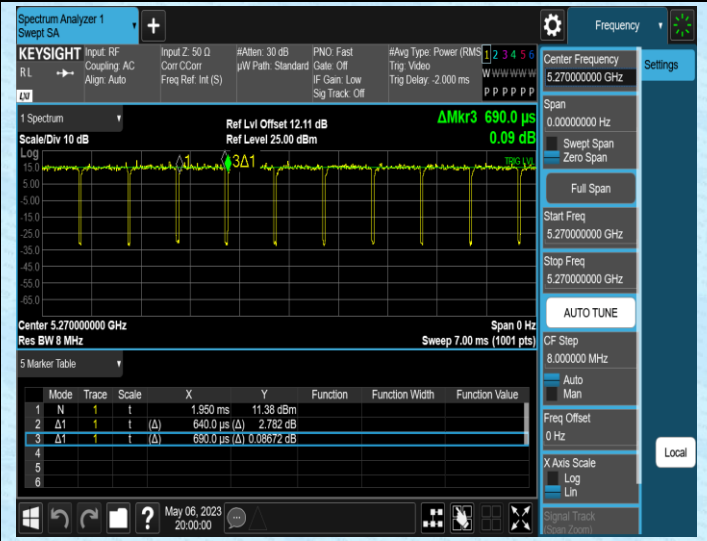 Spectrum Analyzer 1
Swept SA
+
Frequency
KEYSIGHT
RL
LXI
Input: RF
Coupling: AC
Align: Auto
Input Z: 50 Ω
Corr CCorr
Freq Ref: Int (S)
#Atten: 30 dB
µW Path: Standard
PNO: Fast
Gate: Off
IF Gain: Low
Sig Track: Off
#Avg Type: Power (RMS
Trig: Video
Trig Delay: -2.000 ms
1 2 3 4 5 6
W W W W W W
P P P P P P
1 Spectrum
Scale/Div 10 dB
Ref Lvl Offset 12.11 dB
Ref Level 25.00 dBm
ΔMkr3 690.0 µs
0.09 dB
Log
15.0
5.00
-5.00
-15.0
-25.0
-35.0
-45.0
-55.0
-65.0
1
3Δ1
TRIG LVL
Center 5.270000000 GHz
Res BW 8 MHz
Span 0 Hz
Sweep 7.00 ms (1001 pts)
5 Marker Table
Mode Trace Scale X Y Function Function Width Function Value
1 N 1 t 1.950 ms 11.38 dBm
2 Δ1 1 t (Δ) 640.0 µs (Δ) 2.782 dB
3 Δ1 1 t (Δ) 690.0 µs (Δ) 0.08672 dB
4
5
6
?
May 06, 2023
20:00:00
Center Frequency
5.270000000 GHz
Span
0.00000000 Hz
Swept Span
Zero Span
Full Span
Start Freq
5.270000000 GHz
Stop Freq
5.270000000 GHz
AUTO TUNE
CF Step
8.000000 MHz
Auto
Man
Freq Offset
0 Hz
X Axis Scale
Log
Lin
Signal Track
(Span Zoom)
Settings
Local